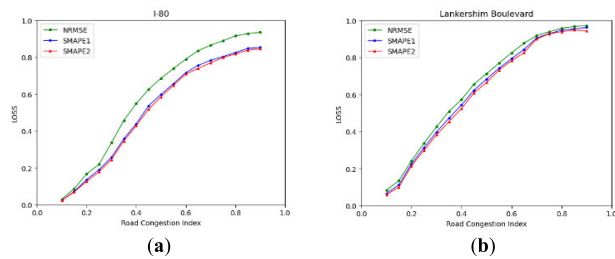 I-80
NRMSE
SMAPE1
SMAPE2
LOSS
1.0
0.8
0.6
0.4
0.2
0.0
0.0 0.2 0.4 0.6 0.8 1.0
Road Congestion Index
(a)
Lankershim Boulevard
NRMSE
SMAPE1
SMAPE2
LOSS
1.0
0.8
0.6
0.4
0.2
0.0
0.0 0.2 0.4 0.6 0.8 1.0
Road Congestion Index
(b)